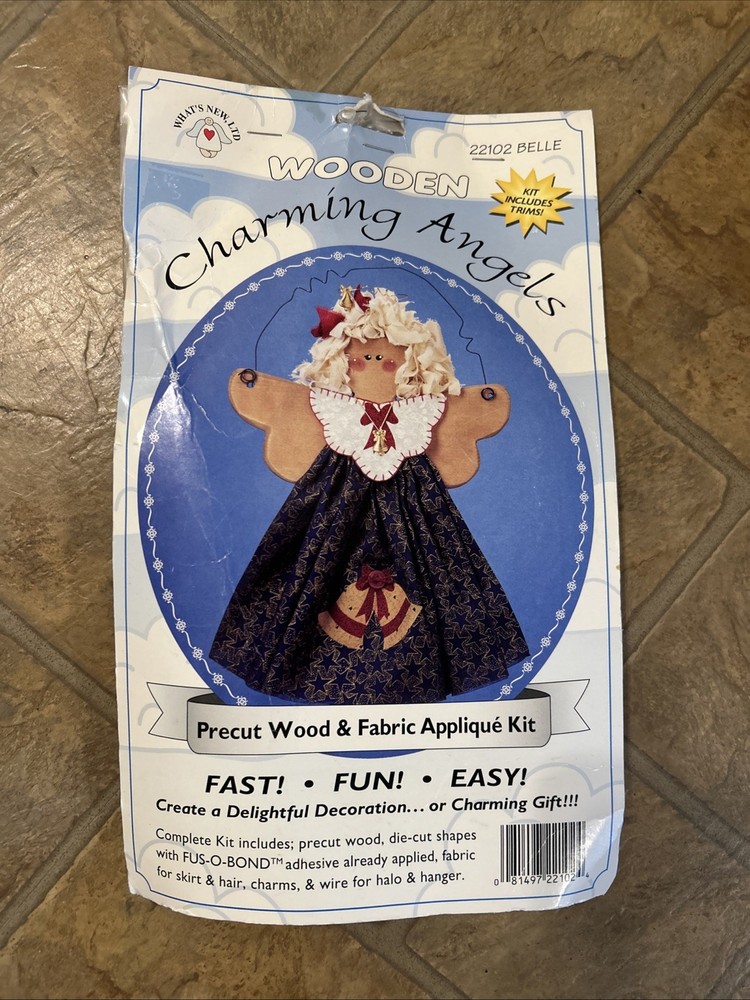 WHAT'S NEW, LTD
22102 BELLE
WOODEN
KIT
INCLUDES
TRIMS!
Charming Angels
Precut Wood & Fabric Appliqué Kit
FAST! • FUN! • EASY!
Create a Delightful Decoration... or Charming Gift!!!
Complete Kit includes; precut wood, die-cut shapes
with FUS-O-BOND™ adhesive already applied, fabric
for skirt & hair, charms, & wire for halo & hanger.
0 81497 22102 4